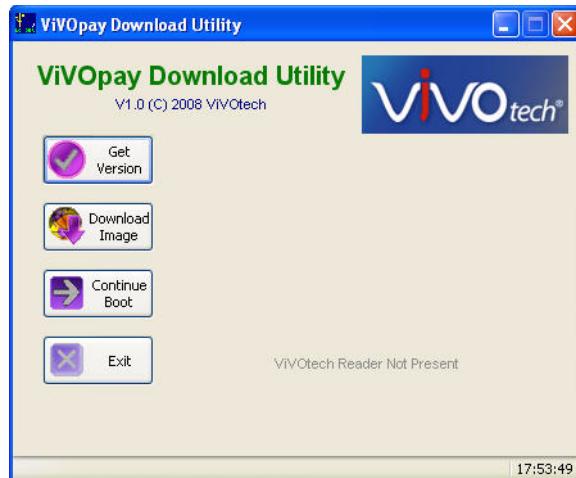 ViVOpay Download Utility
ViVOpay Download Utility
V1.0 (C) 2008 ViVOtech
ViVOtech®
Get
Version
Download
Image
Continue
Boot
Exit
ViVOtech Reader Not Present
17:53:49